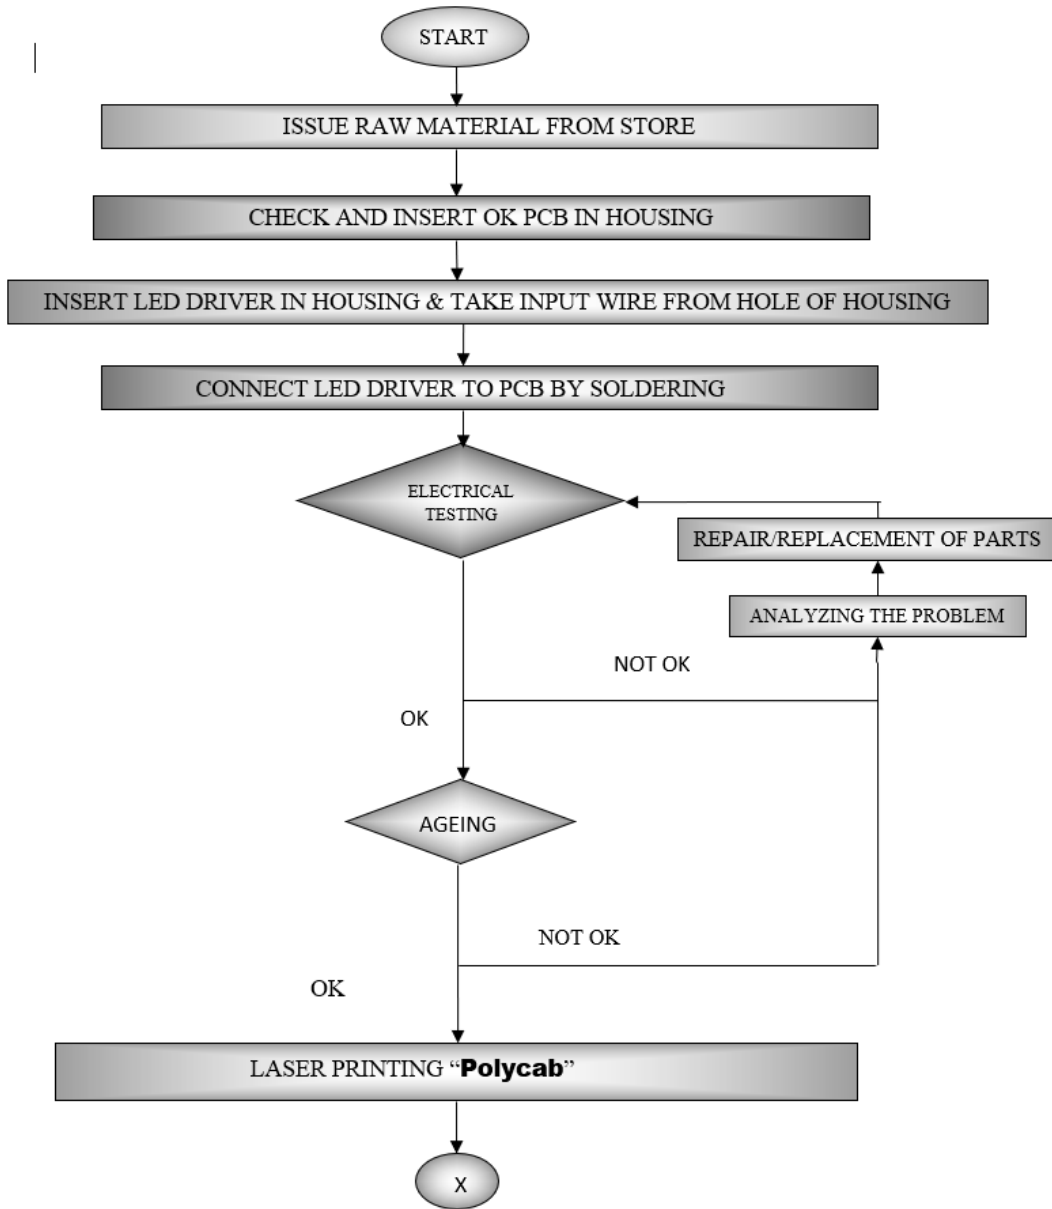 START
ISSUE RAW MATERIAL FROM STORE
CHECK AND INSERT OK PCB IN HOUSING
INSERT LED DRIVER IN HOUSING & TAKE INPUT WIRE FROM HOLE OF HOUSING
CONNECT LED DRIVER TO PCB BY SOLDERING
ELECTRICAL
TESTING
REPAIR/REPLACEMENT OF PARTS
ANALYZING THE PROBLEM
NOT OK
OK
AGEING
NOT OK
OK
LASER PRINTING “Polycab”
X